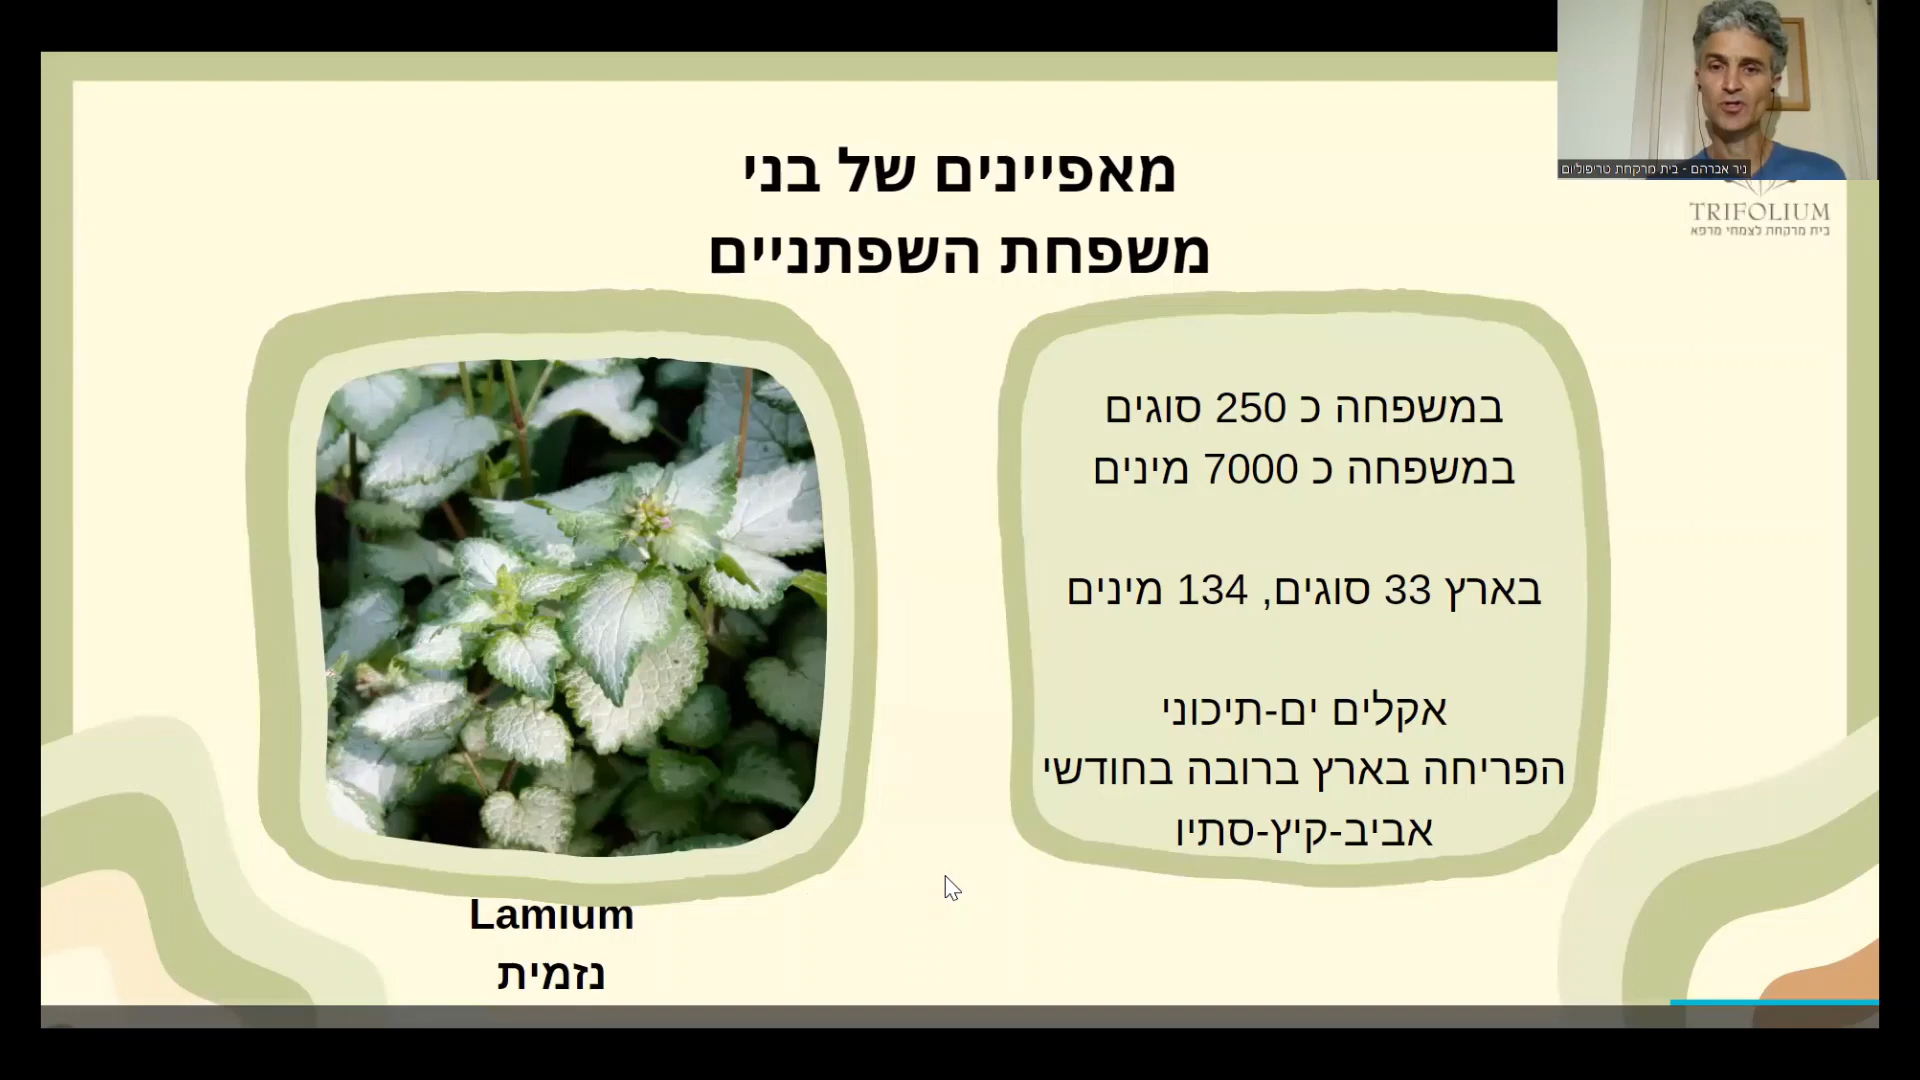 ניר אברהם - בית מרקחת טריפוליום
TRIFOLIUM
בית מרקחת לצמחי מרפא
מאפיינים של בני
משפחת השפתניים
במשפחה כ 250 סוגים
במשפחה כ 7000 מינים
בארץ 33 סוגים, 134 מינים
אקלים ים-תיכוני
הפריחה בארץ ברובה בחודשי
אביב-קיץ-סתיו
Lamium
נזמית